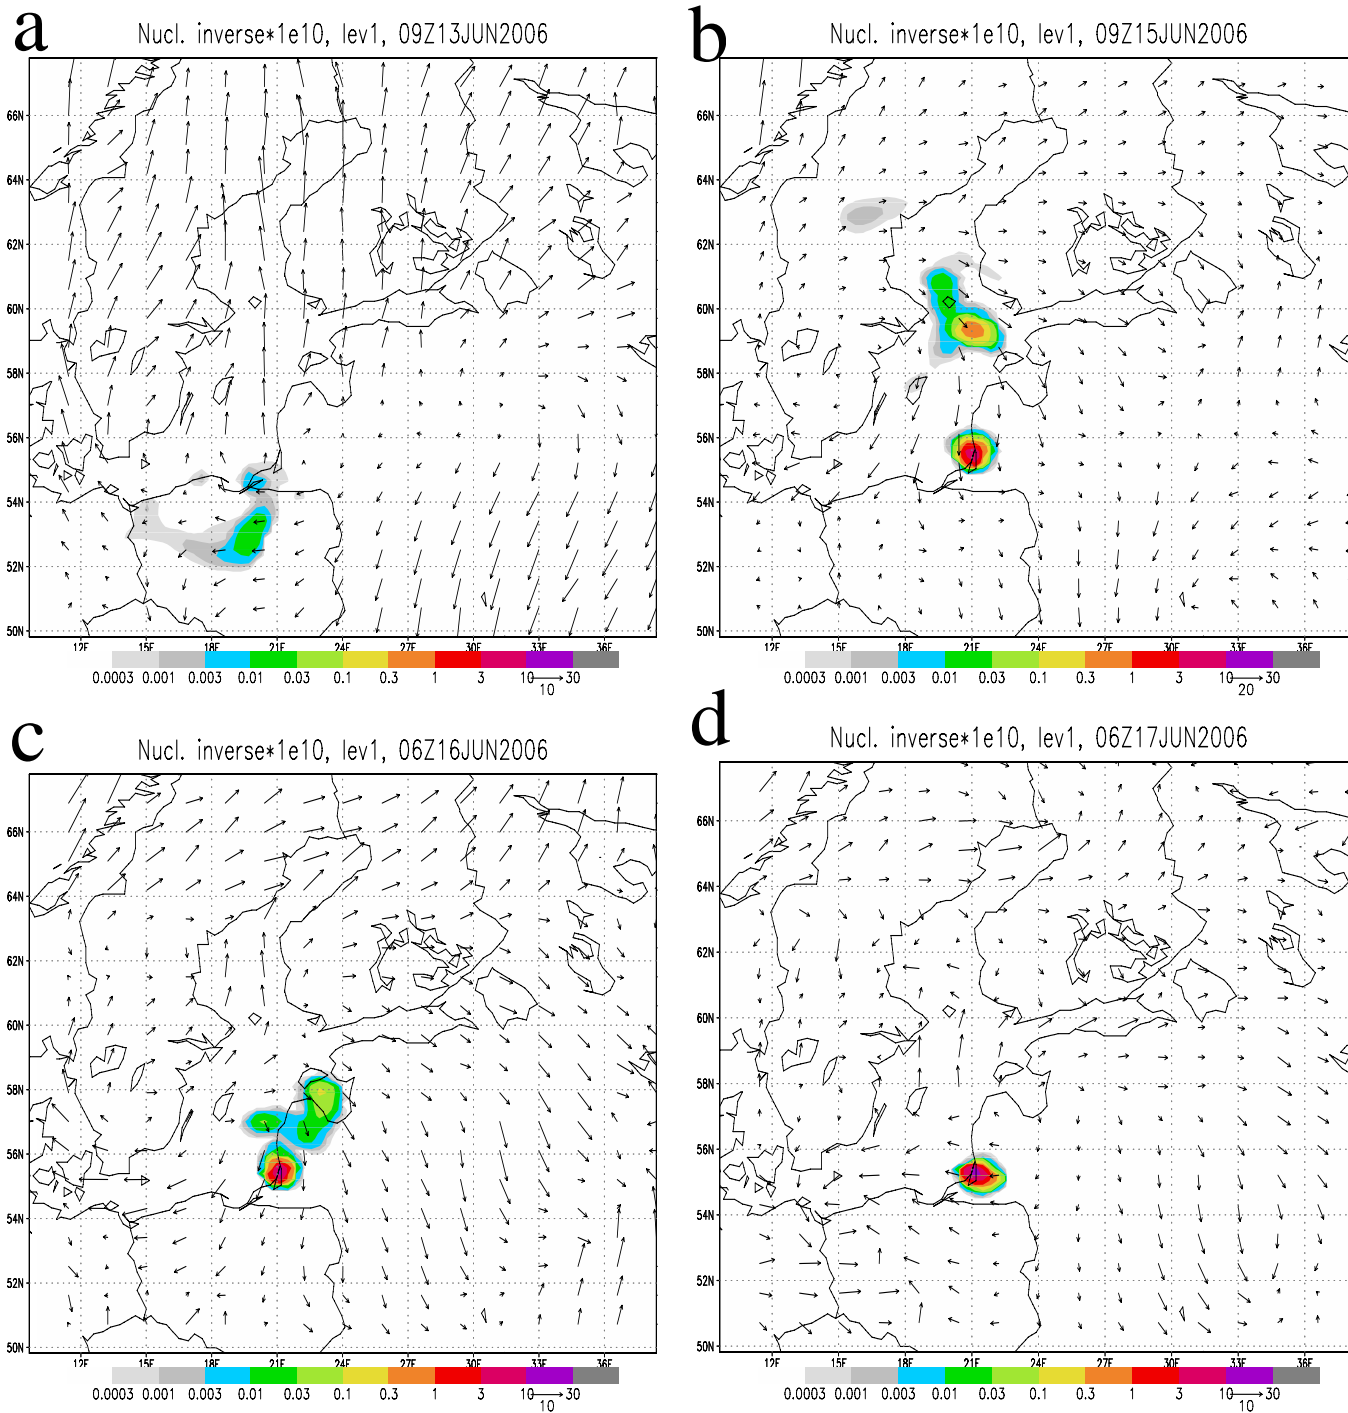 a
Nucl. inverse*1e10, lev1, 09Z13JUN2006
66N
64N
62N
60N
58N
56N
54N
52N
50N
12E 15E 18E 21E 24E 27E 30E 33E 36E
0.0003 0.001 0.003 0.01 0.03 0.1 0.3 1 3 10 30
10
b
Nucl. inverse*1e10, lev1, 09Z15JUN2006
66N
64N
62N
60N
58N
56N
54N
52N
50N
12E 15E 18E 21E 24E 27E 30E 33E 36E
0.0003 0.001 0.003 0.01 0.03 0.1 0.3 1 3 10 30
20
c
Nucl. inverse*1e10, lev1, 06Z16JUN2006
66N
64N
62N
60N
58N
56N
54N
52N
50N
12E 15E 18E 21E 24E 27E 30E 33E 36E
0.0003 0.001 0.003 0.01 0.03 0.1 0.3 1 3 10 30
10
d
Nucl. inverse*1e10, lev1, 06Z17JUN2006
66N
64N
62N
60N
58N
56N
54N
52N
50N
12E 15E 18E 21E 24E 27E 30E 33E 36E
0.0003 0.001 0.003 0.01 0.03 0.1 0.3 1 3 10 30
10